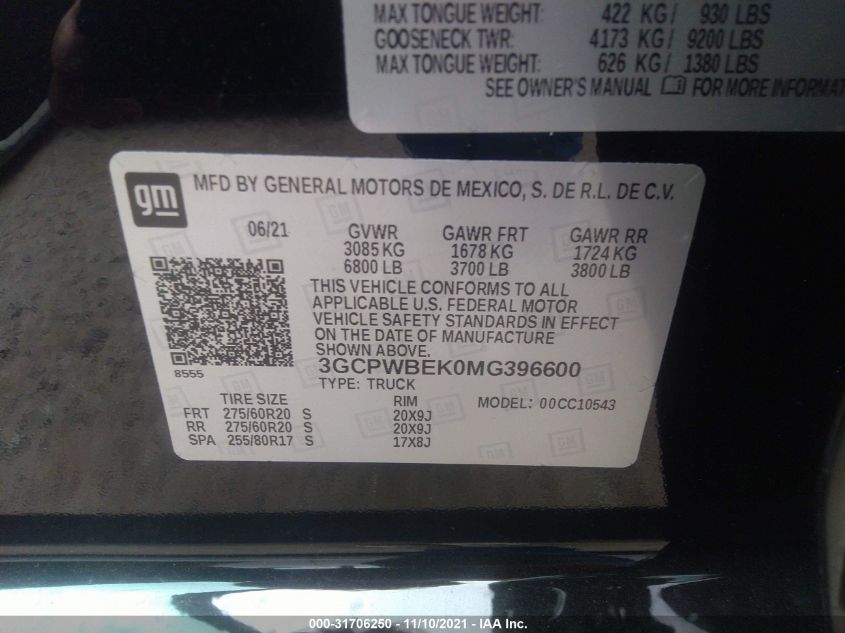 MAX TONGUE WEIGHT: 422 KG/ 930 LBS
GOOSENECK TWR: 4173 KG/ 9200 LBS
MAX TONGUE WEIGHT: 626 KG/ 1380 LBS
SEE OWNER'S MANUAL FOR MORE INFORMAT
gm MFD BY GENERAL MOTORS DE MEXICO, S. DE R.L. DE C.V.
06/21 GVWR GAWR FRT GAWR RR
3085 KG 1678 KG 1724 KG
6800 LB 3700 LB 3800 LB
THIS VEHICLE CONFORMS TO ALL
APPLICABLE U.S. FEDERAL MOTOR
VEHICLE SAFETY STANDARDS IN EFFECT
ON THE DATE OF MANUFACTURE
SHOWN ABOVE.
8555 3GCPWBEK0MG396600
TYPE: TRUCK
TIRE SIZE RIM MODEL: 00CC10543
FRT 275/60R20 S 20X9J
RR 275/60R20 S 20X9J
SPA 255/80R17 S 17X8J
000-31706250 - 11/10/2021 - IAA Inc.